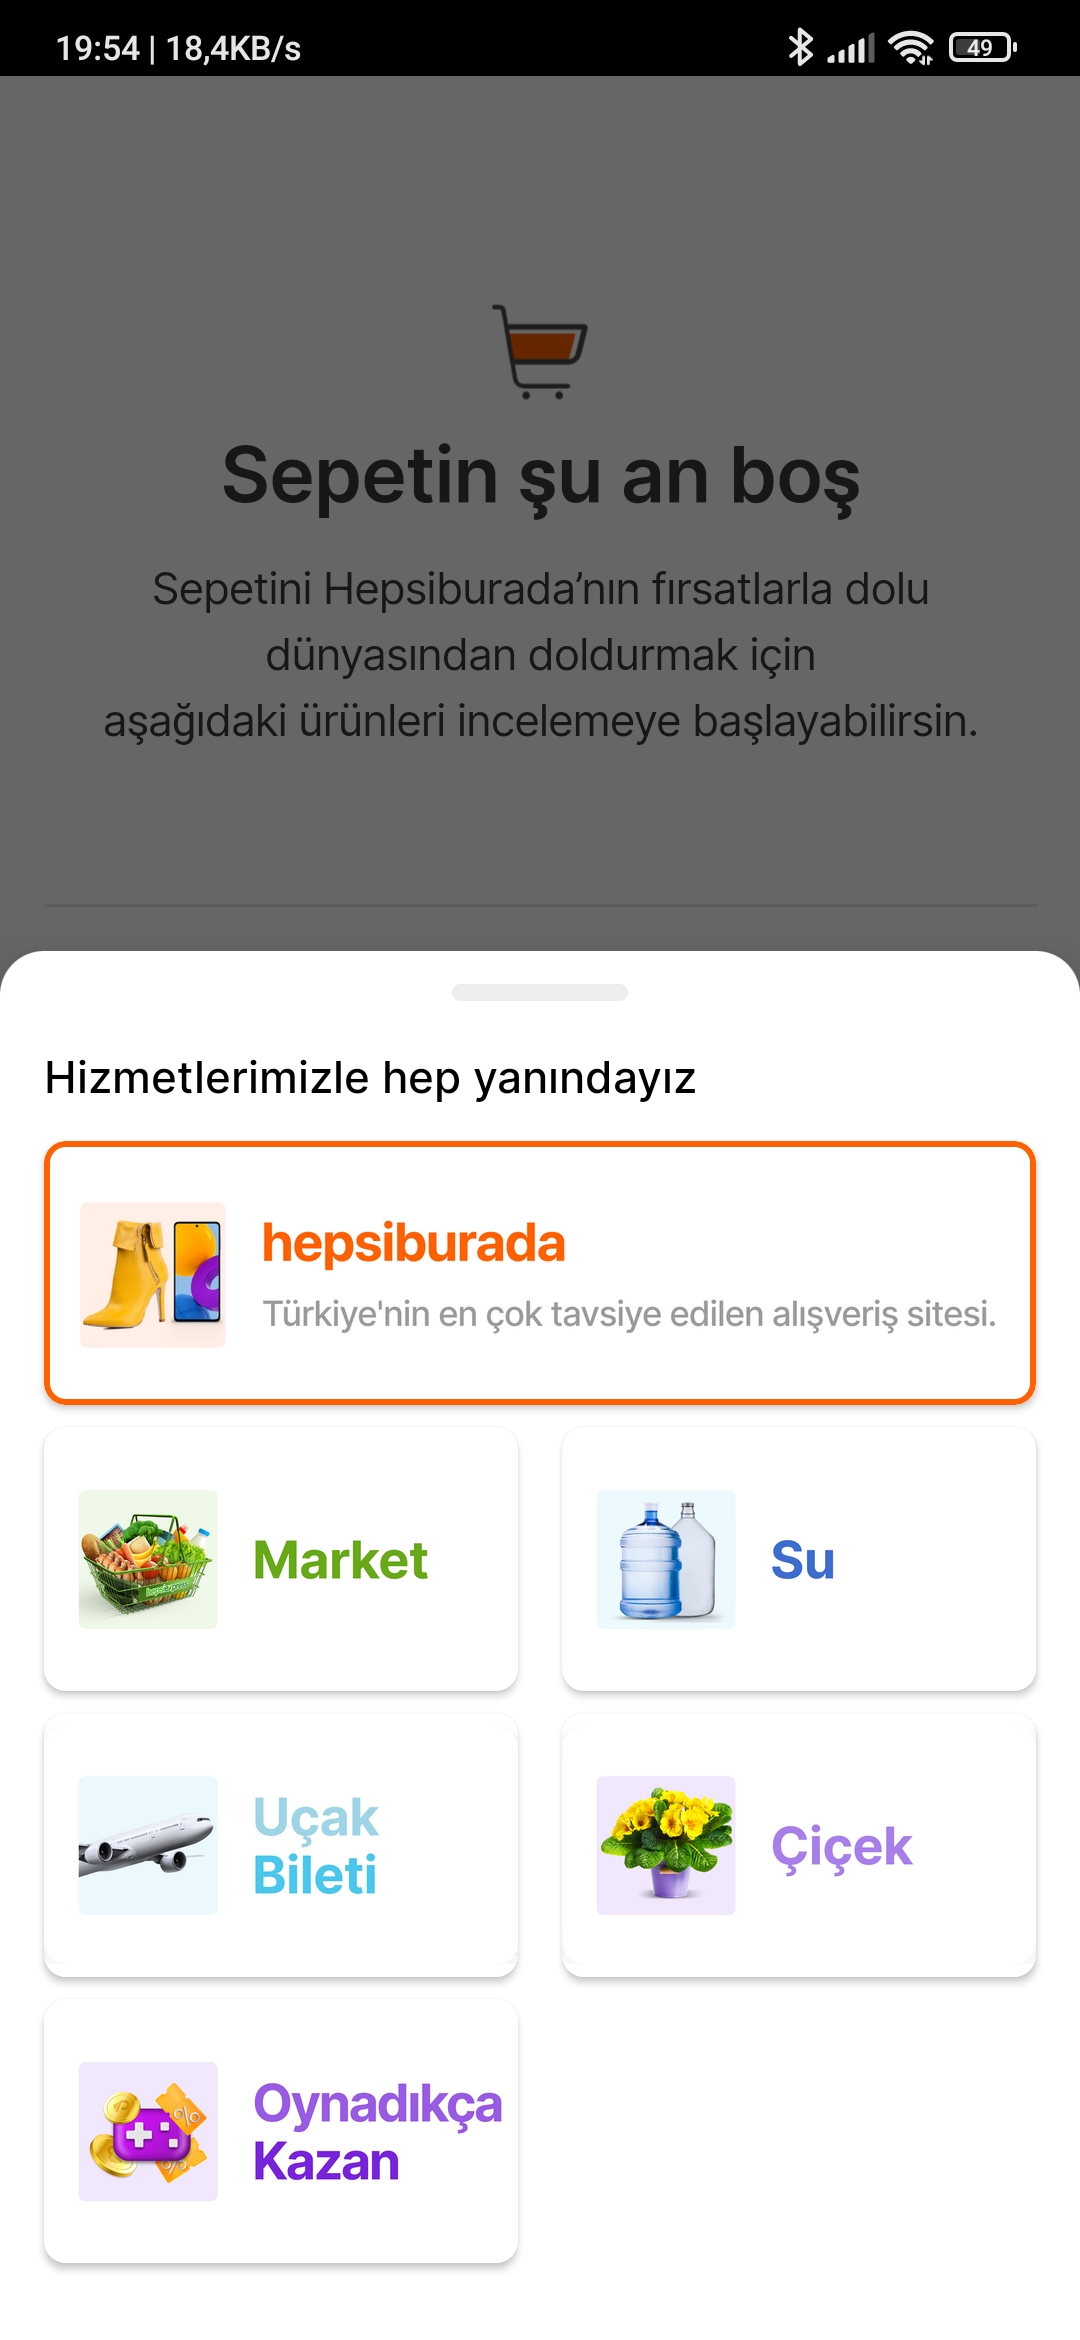 19:54 | 18,4KB/s
49
Sepetin şu an boş
Sepetini Hepsiburada’nın fırsatlarla dolu
dünyasından doldurmak için
aşağıdaki ürünleri incelemeye başlayabilirsin.
Hizmetlerimizle hep yanındayız
hepsiburada
Türkiye'nin en çok tavsiye edilen alışveriş sitesi.
Market
Su
Uçak
Bileti
Çiçek
Oynadıkça
Kazan